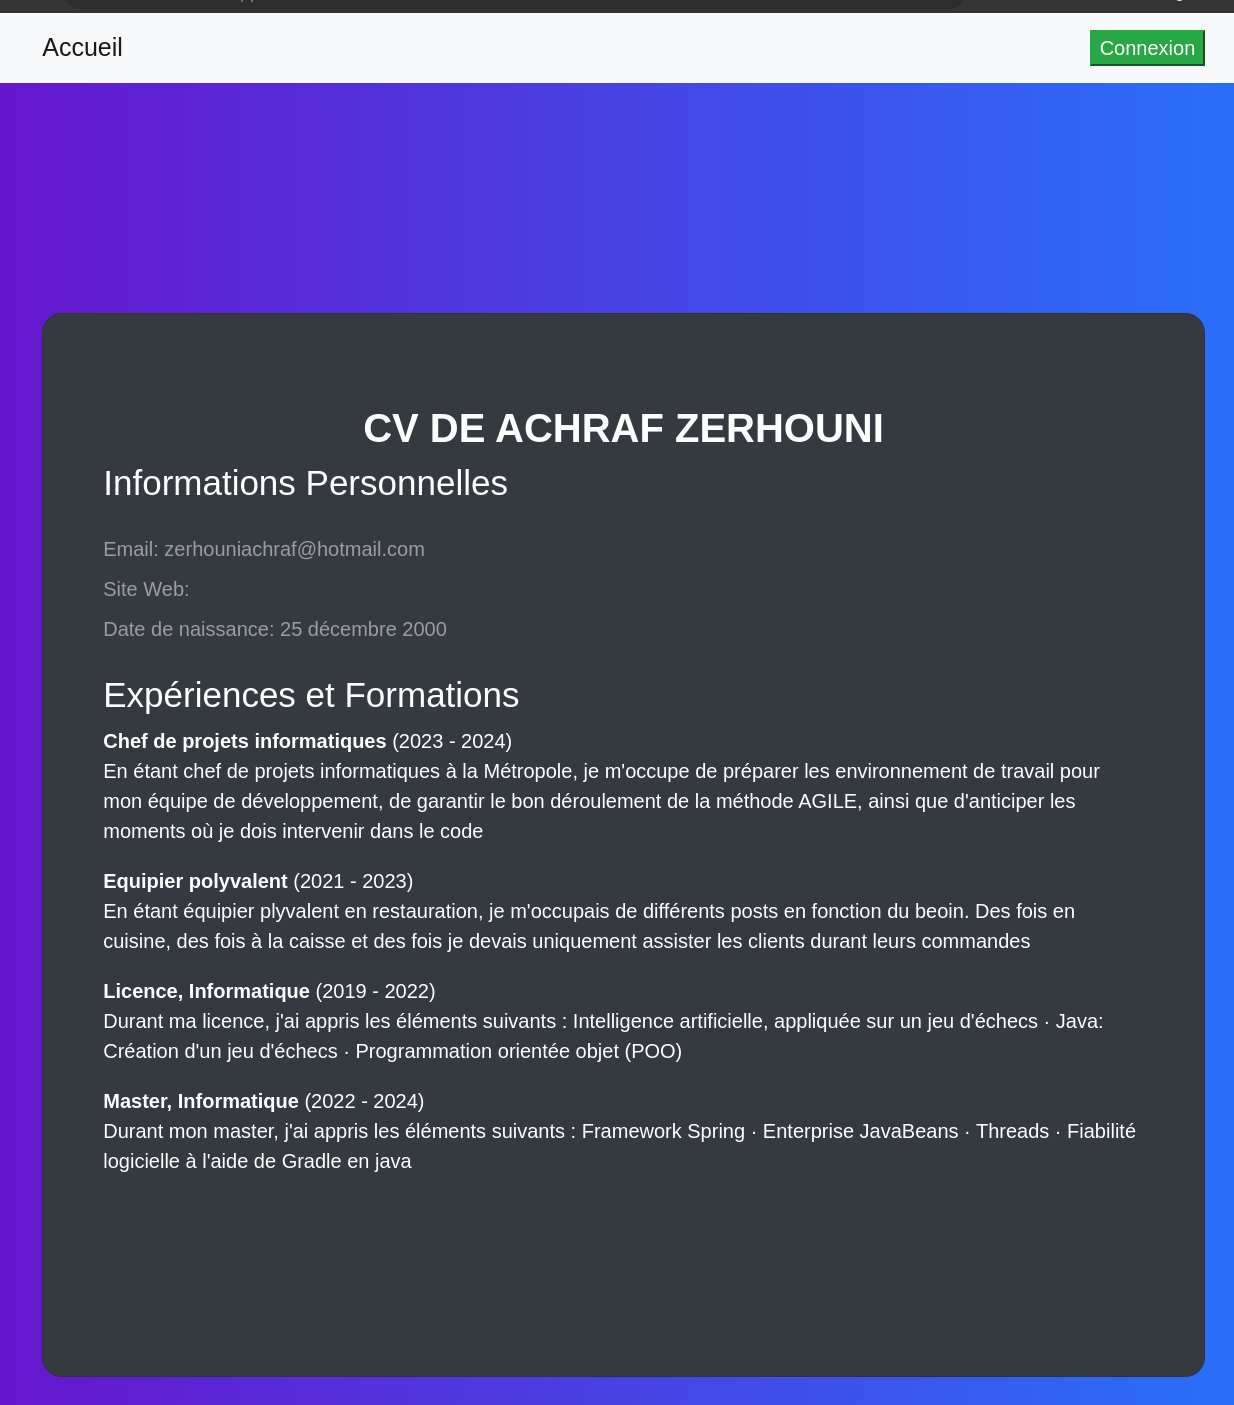 Accueil
Connexion
CV DE ACHRAF ZERHOUNI
Informations Personnelles
Email: zerhouniachraf@hotmail.com
Site Web:
Date de naissance: 25 décembre 2000
Expériences et Formations
Chef de projets informatiques (2023 - 2024)
En étant chef de projets informatiques à la Métropole, je m'occupe de préparer les environnement de travail pour
mon équipe de développement, de garantir le bon déroulement de la méthode AGILE, ainsi que d'anticiper les
moments où je dois intervenir dans le code
Equipier polyvalent (2021 - 2023)
En étant équipier plyvalent en restauration, je m'occupais de différents posts en fonction du beoin. Des fois en
cuisine, des fois à la caisse et des fois je devais uniquement assister les clients durant leurs commandes
Licence, Informatique (2019 - 2022)
Durant ma licence, j'ai appris les éléments suivants : Intelligence artificielle, appliquée sur un jeu d'échecs · Java:
Création d'un jeu d'échecs · Programmation orientée objet (POO)
Master, Informatique (2022 - 2024)
Durant mon master, j'ai appris les éléments suivants : Framework Spring · Enterprise JavaBeans · Threads · Fiabilité
logicielle à l'aide de Gradle en java